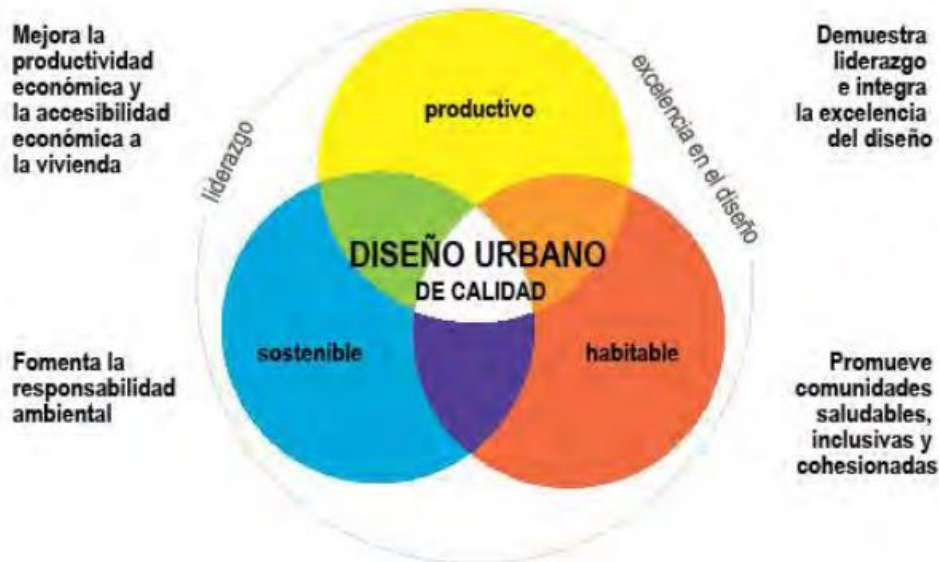 Mejora la
productividad
económica y
la accesibilidad
económica a
la vivienda
Demuestra
liderazgo
e integra
la excelencia
del diseño
liderazgo
excelencia en el diseño
productivo
DISEÑO URBANO
DE CALIDAD
sostenible
habitable
Fomenta la
responsabilidad
ambiental
Promueve
comunidades
saludables,
inclusivas y
cohesionadas